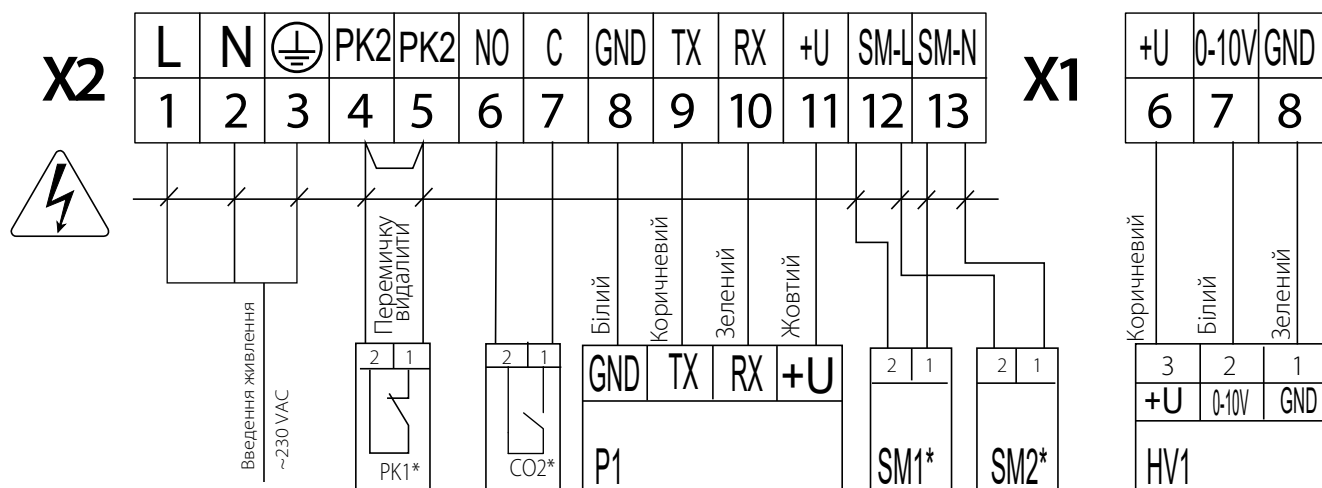 X2
L N PK2 PK2 NO C GND TX RX +U SM-L SM-N
1 2 3 4 5 6 7 8 9 10 11 12 13
X1
+U 0-10V GND
6 7 8
Введення живлення
~230 VAC
Перемичку
видалити
Білий
Коричневий
Зелений
Жовтий
Коричневий
Білий
Зелений
2 1
PK1*
2 1
CO2*
GND TX RX +U
P1
2 1
SM1*
2 1
SM2*
3 2 1
+U 0-10V GND
HV1